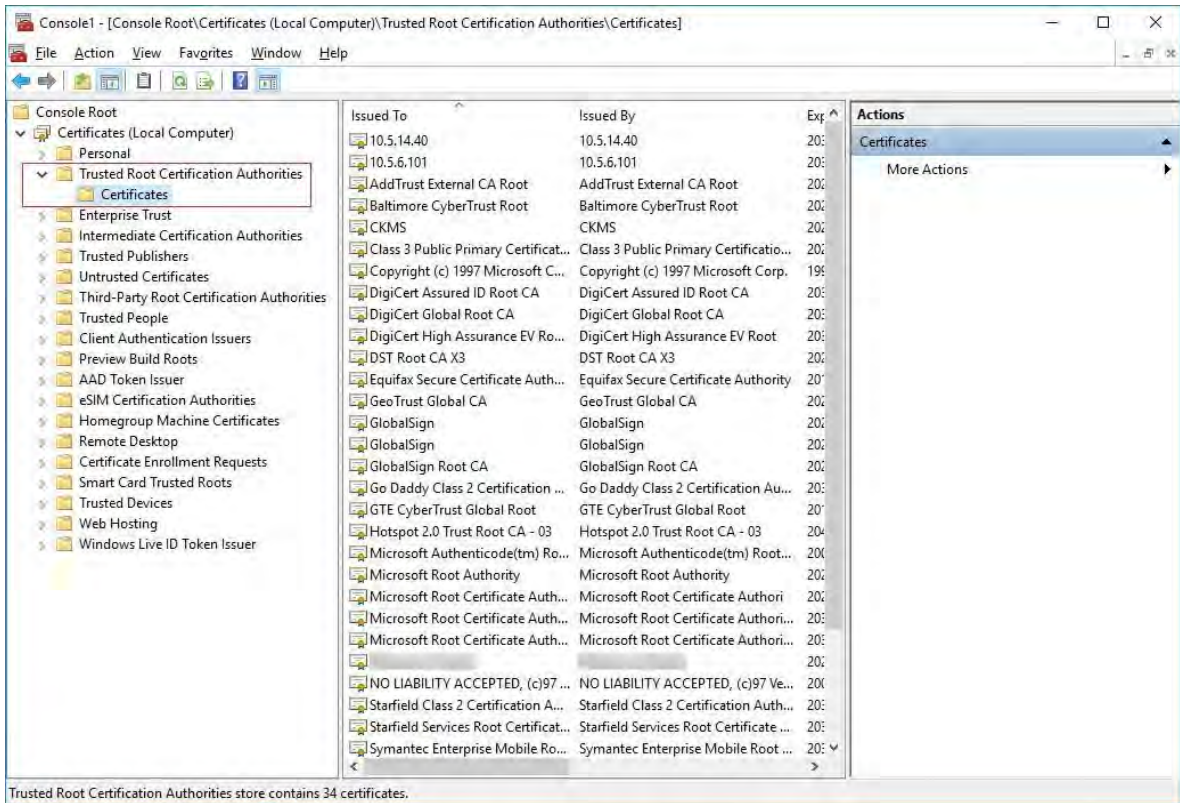 Console1 - [Console Root\Certificates (Local Computer)\Trusted Root Certification Authorities\Certificates]
File Action View Favorites Window Help
Console Root
Certificates (Local Computer)
Personal
Trusted Root Certification Authorities
Certificates
Enterprise Trust
Intermediate Certification Authorities
Trusted Publishers
Untrusted Certificates
Third-Party Root Certification Authorities
Trusted People
Client Authentication Issuers
Preview Build Roots
AAD Token Issuer
eSIM Certification Authorities
Homegroup Machine Certificates
Remote Desktop
Certificate Enrollment Requests
Smart Card Trusted Roots
Trusted Devices
Web Hosting
Windows Live ID Token Issuer
Issued To Issued By
10.5.14.40 10.5.14.40
10.5.6.101 10.5.6.101
AddTrust External CA Root AddTrust External CA Root
Baltimore CyberTrust Root Baltimore CyberTrust Root
CKMS CKMS
Class 3 Public Primary Certificat... Class 3 Public Primary Certificatio...
Copyright (c) 1997 Microsoft C... Copyright (c) 1997 Microsoft Corp.
DigiCert Assured ID Root CA DigiCert Assured ID Root CA
DigiCert Global Root CA DigiCert Global Root CA
DigiCert High Assurance EV Ro... DigiCert High Assurance EV Root
DST Root CA X3 DST Root CA X3
Equifax Secure Certificate Auth... Equifax Secure Certificate Authority
GeoTrust Global CA GeoTrust Global CA
GlobalSign GlobalSign
GlobalSign GlobalSign
GlobalSign Root CA GlobalSign Root CA
Go Daddy Class 2 Certification ... Go Daddy Class 2 Certification Au...
GTE CyberTrust Global Root GTE CyberTrust Global Root
Hotspot 2.0 Trust Root CA - 03 Hotspot 2.0 Trust Root CA - 03
Microsoft Authenticode(tm) Ro... Microsoft Authenticode(tm) Root...
Microsoft Root Authority Microsoft Root Authority
Microsoft Root Certificate Auth... Microsoft Root Certificate Authori
Microsoft Root Certificate Auth... Microsoft Root Certificate Authori...
Microsoft Root Certificate Auth... Microsoft Root Certificate Authori...
NO LIABILITY ACCEPTED, (c)97 ... NO LIABILITY ACCEPTED, (c)97 Ve...
Starfield Class 2 Certification A... Starfield Class 2 Certification Auth...
Starfield Services Root Certificat... Starfield Services Root Certificate ...
Symantec Enterprise Mobile Ro... Symantec Enterprise Mobile Root ...
Actions
Certificates
More Actions
Trusted Root Certification Authorities store contains 34 certificates.